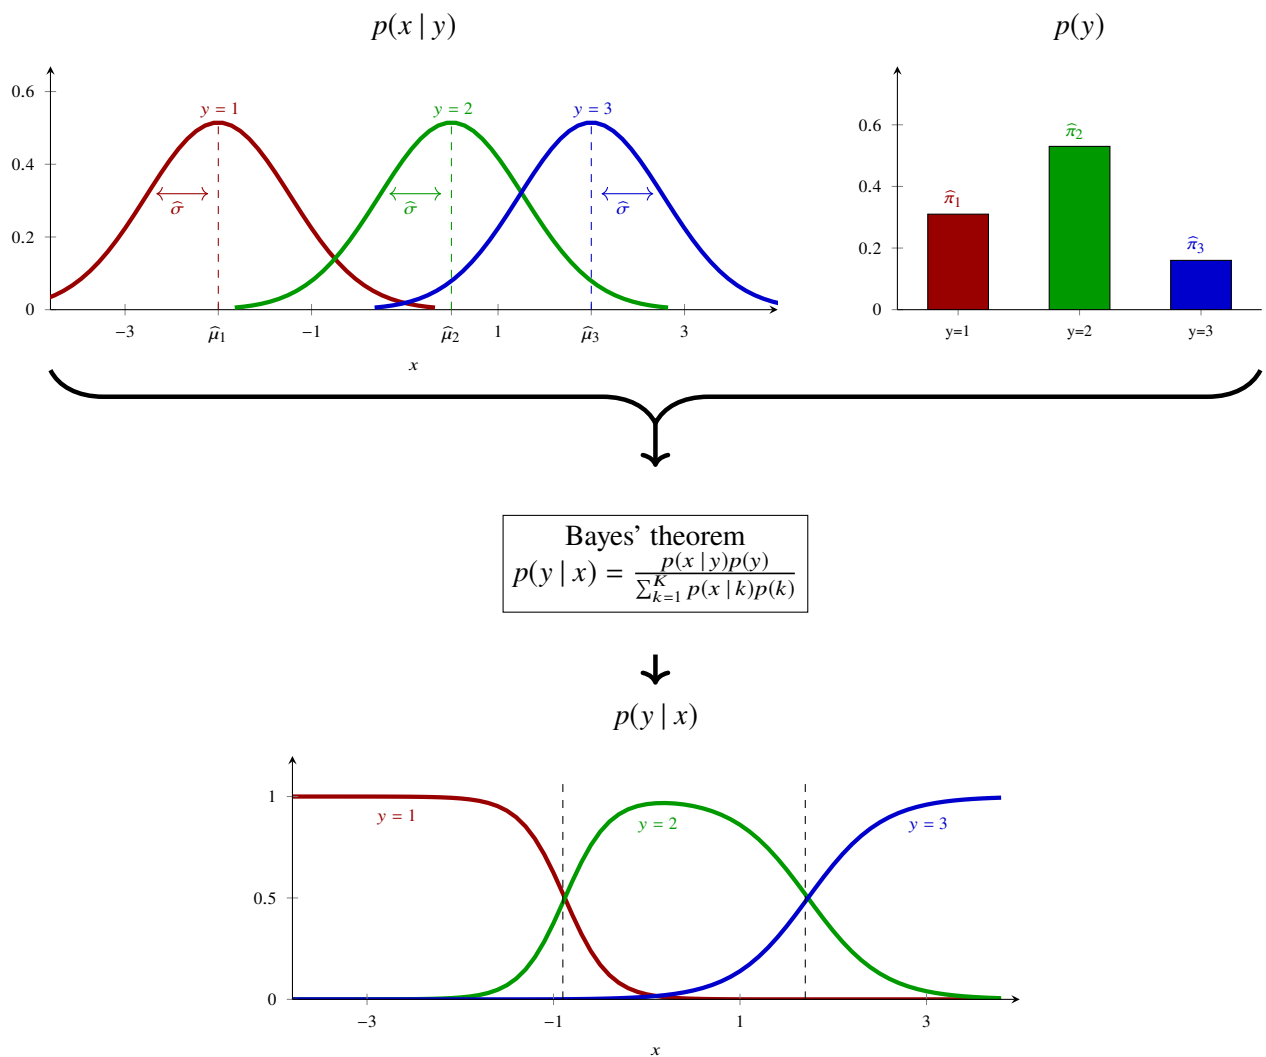 p(x | y)
p(y)
0.6
0.4
0.2
0
y = 1
y = 2
y = 3
σ̂
σ̂
σ̂
−3
μ̂₁
−1
μ̂₂
1
μ̂₃
3
x
0.6
0.4
0.2
0
π̂₁
π̂₂
π̂₃
y=1
y=2
y=3
Bayes’ theorem
p(y | x) = p(x | y)p(y) / ∑ᴷₖ₌₁ p(x | k)p(k)
p(y | x)
1
0.5
0
y = 1
y = 2
y = 3
−3
−1
1
3
x